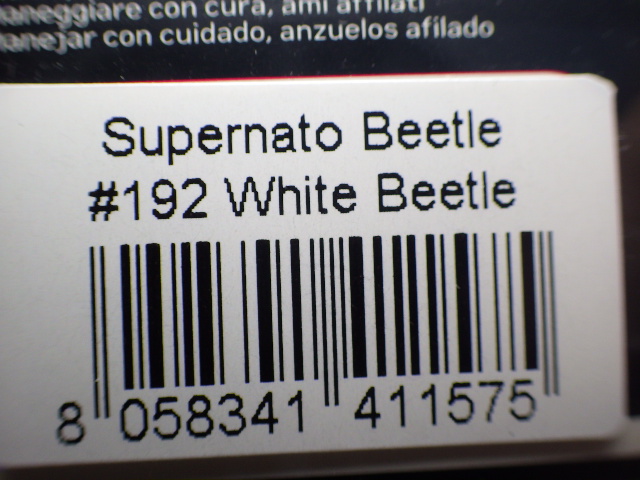 maneggiare con cura, ami affilati
manejar con cuidado, anzuelos afilado
Supernato Beetle
#192 White Beetle
8 058341 411575